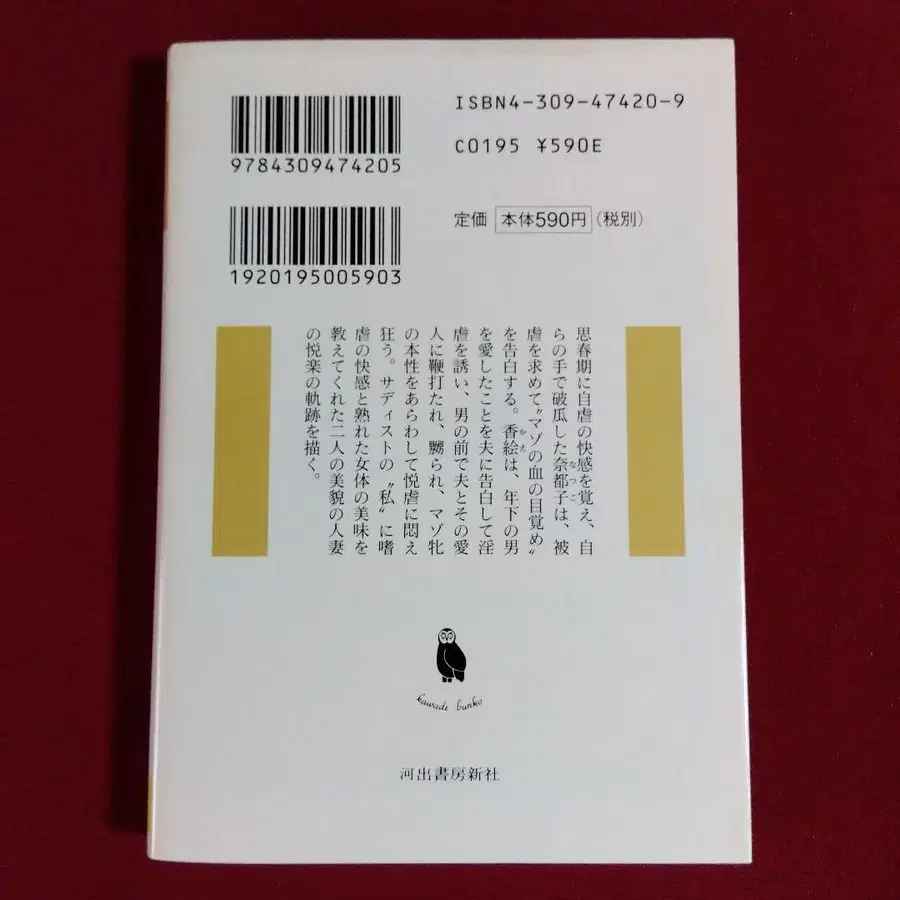 ISBN4-309-47420-9
9784309474205
C0195 ¥590E
定価 本体590円(税別)
1920195005903
思春期に自虐の快感を覚え、自
らの手で破瓜した奈都子は、被
なつこ
虐を求めて〝マゾの血の目覚め〟
を告白する。香絵は、年下の男
かえ
を愛したことを夫に告白して淫
虐を誘い、男の前で夫とその愛
人に鞭打たれ、嬲られ、マゾ牝
の本性をあらわして悦虐に悶え
狂う。サディストの〝私〟に嗜
虐の快感と熟れた女体の美味を
教えてくれた二人の美貌の人妻
の悦楽の軌跡を描く。
kawade bunko
河出書房新社